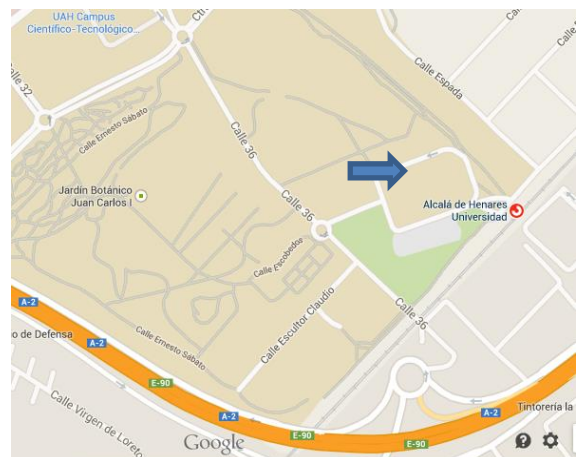 UAH Campus
Científico-Tecnológico...
Calle 32
Calle Ernesto Sábato
Calle 36
Calle Espada
Jardín Botánico
Juan Carlos I
Alcalá de Henares
Universidad
Calle 36
Calle Escobedos
Calle Escultor Claudio
Calle 36
A-2
o de Defensa
A-2
Calle Ernesto Sábato
E-90
A-2
Calle Virgen de Loreto
Google
E-90
E-90
A-2
Tintorería la